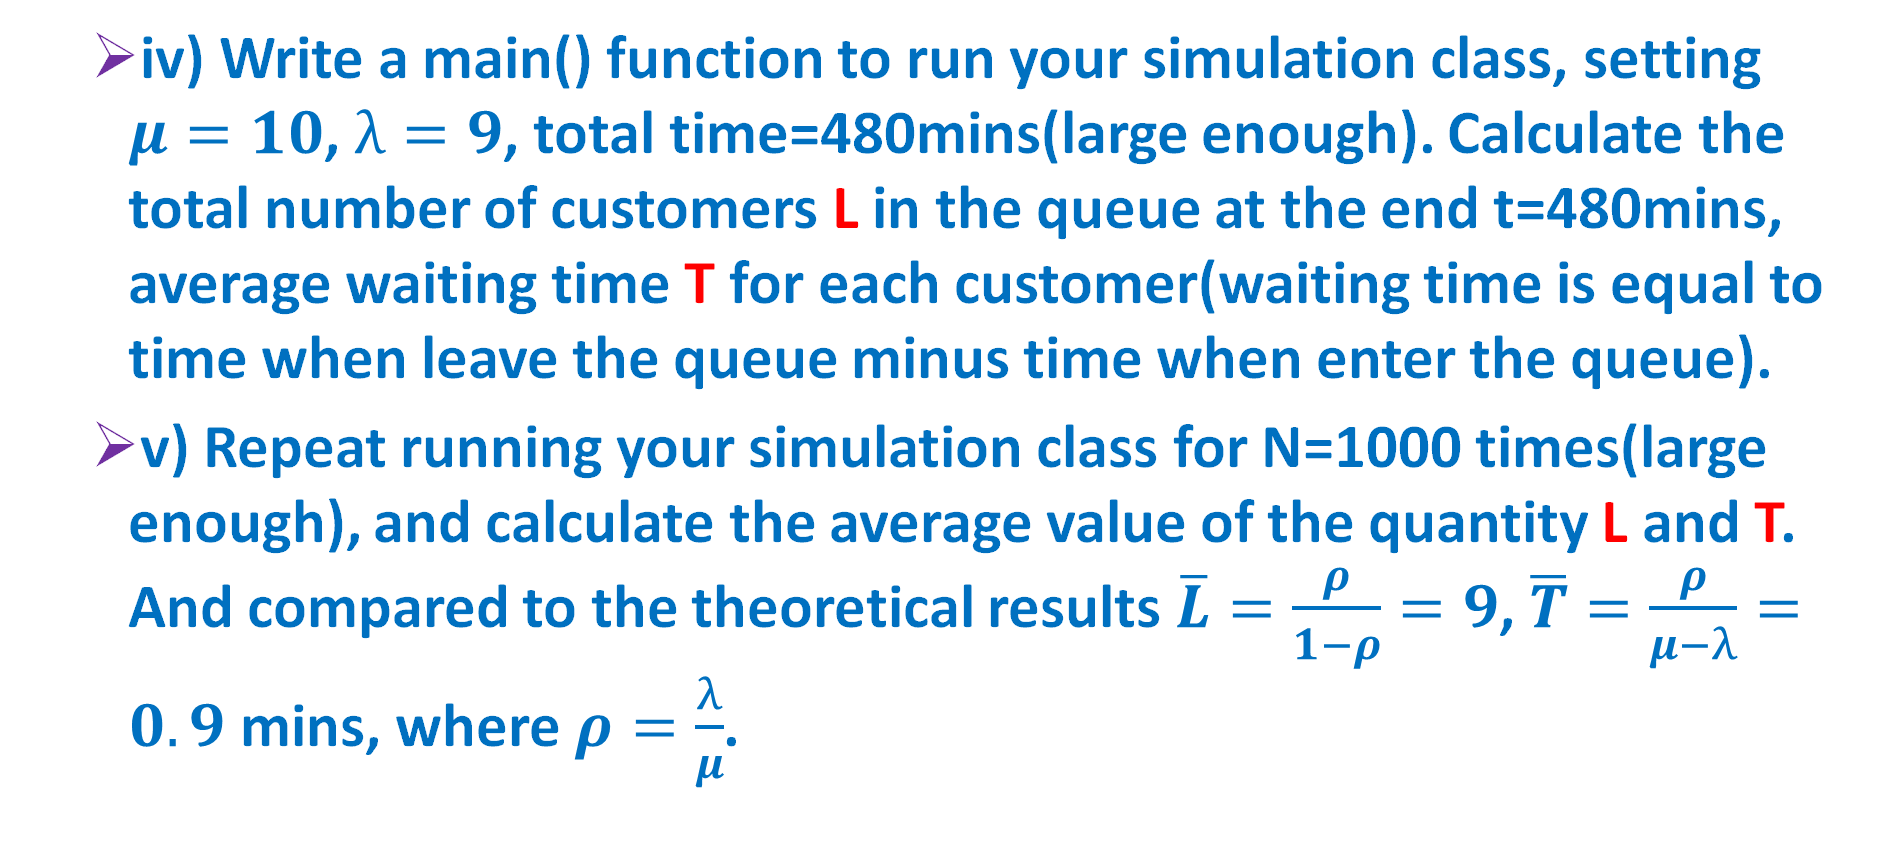 ➢iv) Write a main() function to run your simulation class, setting
μ = 10, λ = 9, total time=480mins(large enough). Calculate the
total number of customers L in the queue at the end t=480mins,
average waiting time T for each customer(waiting time is equal to
time when leave the queue minus time when enter the queue).
➢v) Repeat running your simulation class for N=1000 times(large
enough), and calculate the average value of the quantity L and T.
And compared to the theoretical results L̅ = ρ/(1−ρ) = 9, T̅ = ρ/(μ−λ) =
0.9 mins, where ρ = λ/μ.